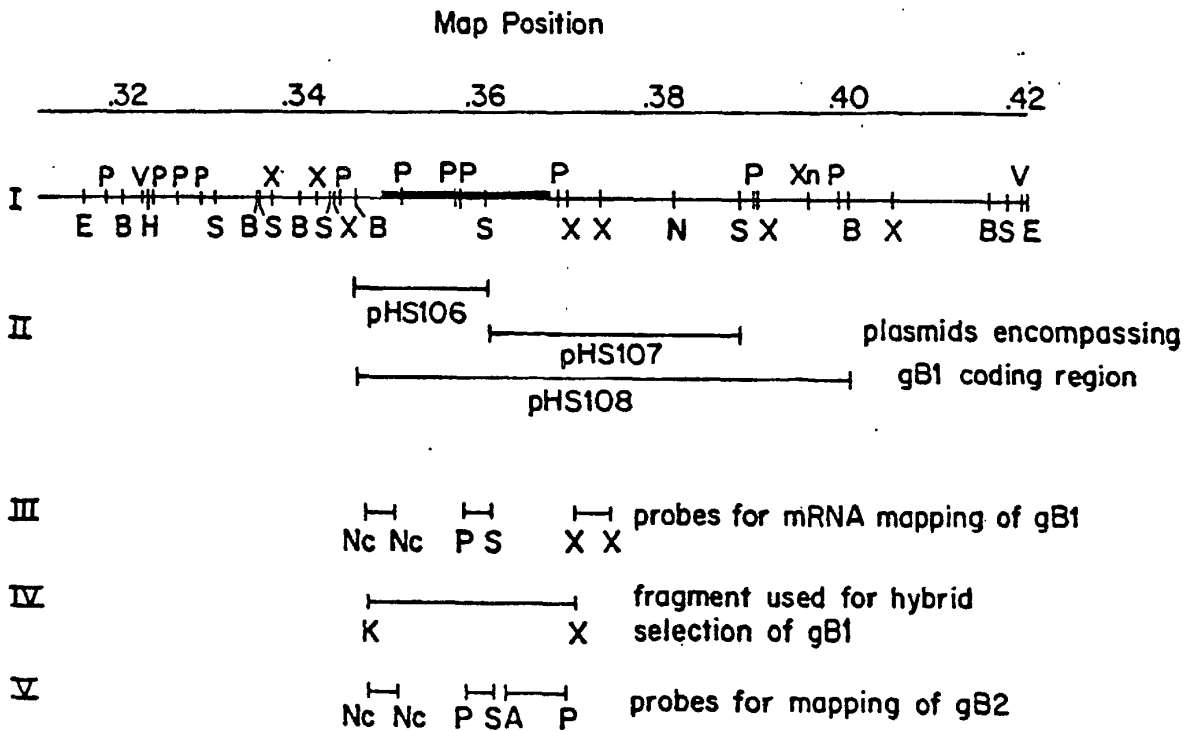 Map Position
.32 .34 .36 .38 .40 .42
P V P P P X X P P P P P P Xn P V
I
E B H S B S B S X B S X X N S X B X B S E
pHS106
II
pHS107
plasmids encompassing
pHS108
gB1 coding region
III
probes for mRNA mapping of gB1
Nc Nc P S X X
IV
fragment used for hybrid
K X selection of gB1
V
probes for mapping of gB2
Nc Nc P S A P